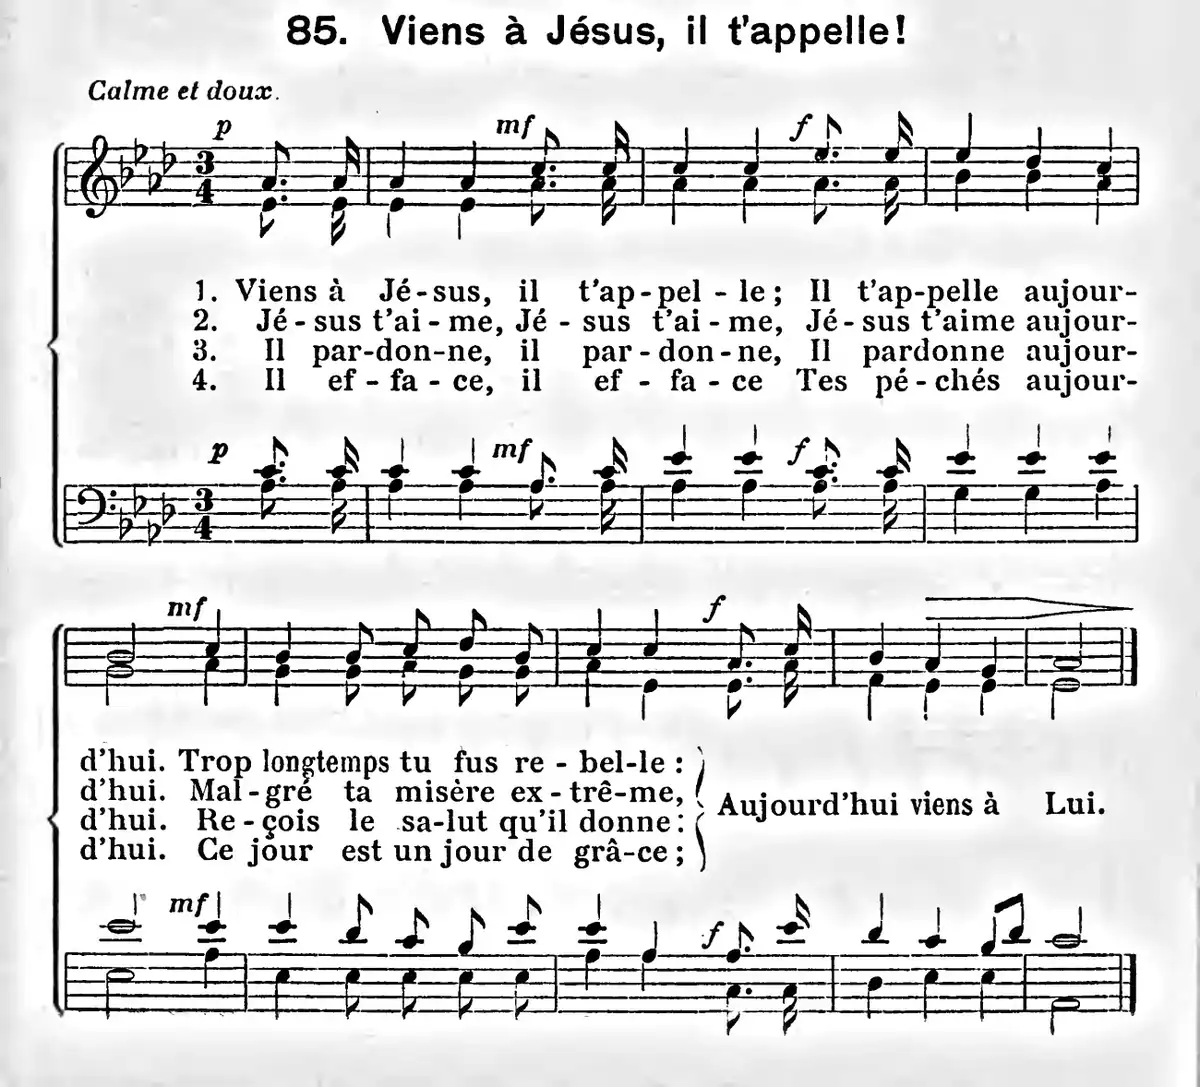 85. Viens à Jésus, il t'appelle!
Calme et doux.
p mf f
3
4
1. Viens à Jé-sus, il t'ap-pel-le; Il t'ap-pelle aujour-
2. Jé-sus t'ai-me, Jé-sus t'ai-me, Jé-sus t'aime aujour-
3. Il par-don-ne, il par-don-ne, Il pardonne aujour-
4. Il ef-fa-ce, il ef-fa-ce Tes pé-chés aujour-
p mf f
3
4
mf f
d'hui. Trop longtemps tu fus re-bel-le:
d'hui. Mal-gré ta misère ex-trê-me,
d'hui. Re-çois le sa-lut qu'il donne:
d'hui. Ce jour est un jour de grâ-ce;
Aujourd'hui viens à Lui.
mf f